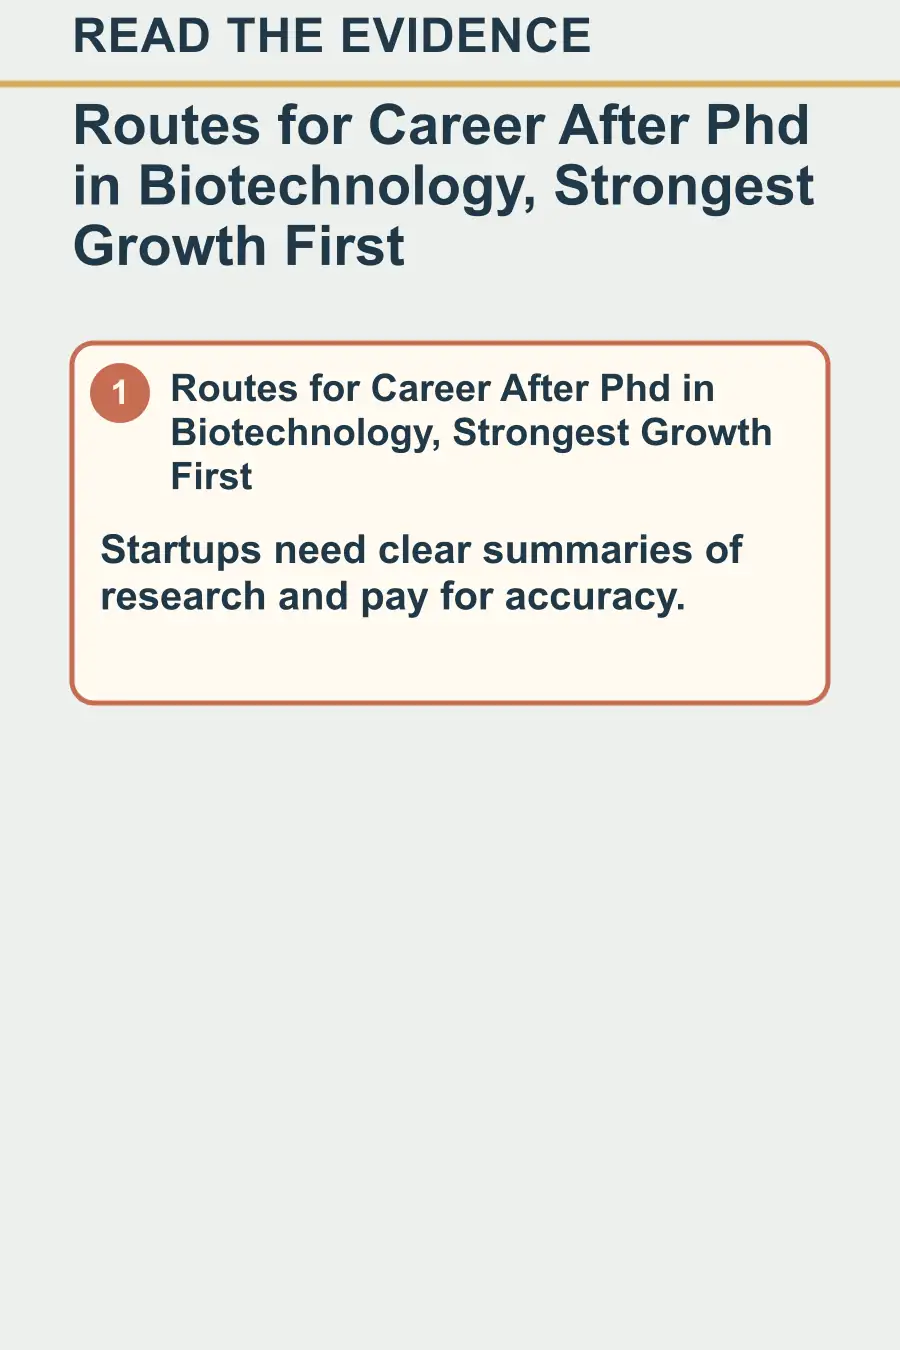 READ THE EVIDENCE
Routes for Career After Phd
in Biotechnology, Strongest
Growth First
1
Routes for Career After Phd in
Biotechnology, Strongest Growth
First
Startups need clear summaries of
research and pay for accuracy.